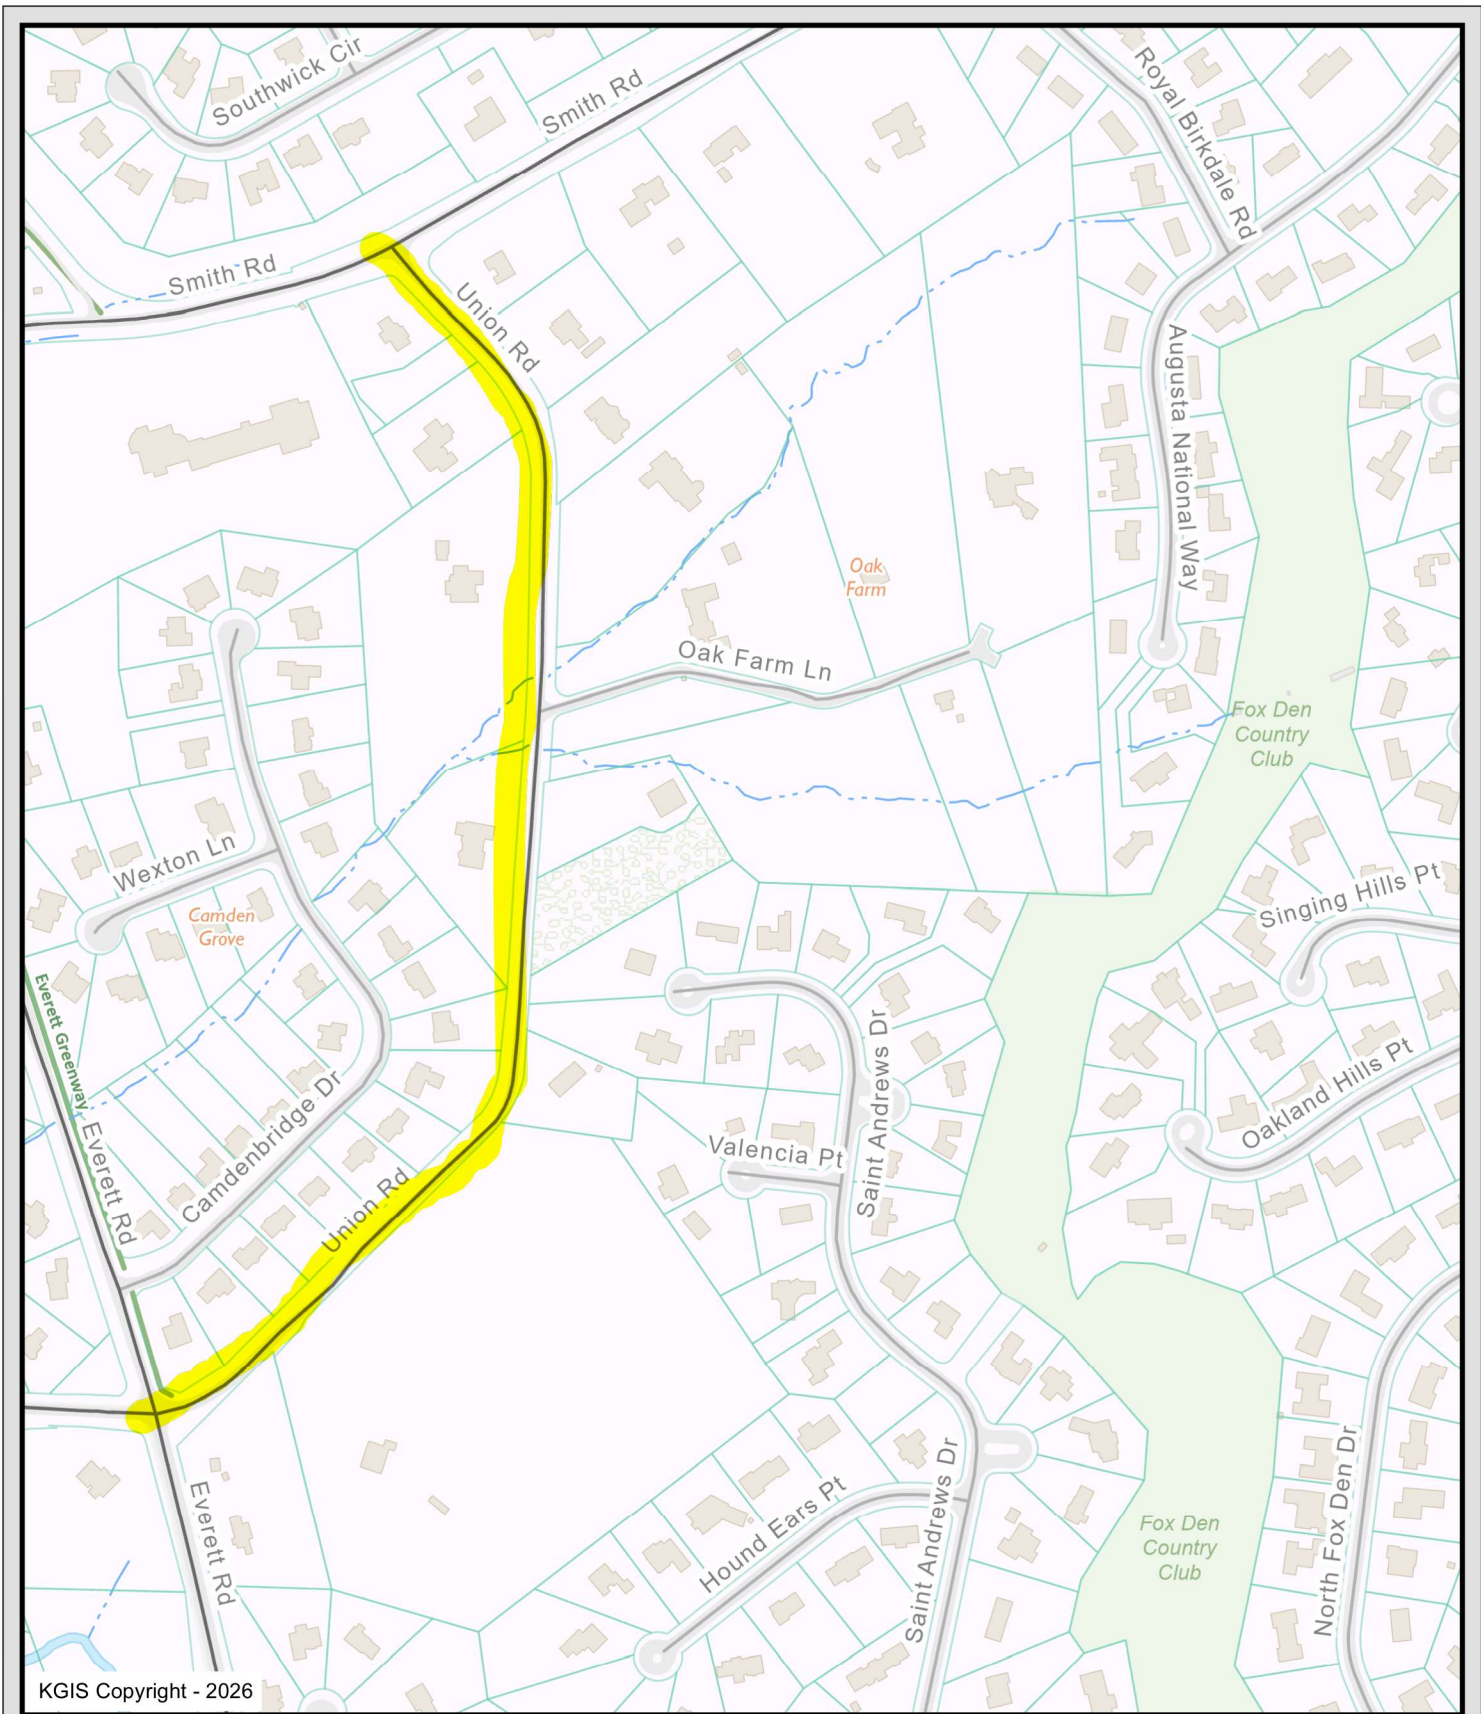 Southwick Cir
Smith Rd
Royal Birkdale Rd
Smith Rd
Union Rd
Augusta National Way
Oak
Farm
Oak Farm Ln
Fox Den
Country
Club
Wexton Ln
Camden
Grove
Singing Hills Pt
Everett Greenway
Everett Rd
Camdenbridge Dr
Saint Andrews Dr
Oakland Hills Pt
Valencia Pt
Union Rd
Everett Rd
Hound Ears Pt
Saint Andrews Dr
Fox Den
Country
Club
North Fox Den Dr
KGIS Copyright - 2026